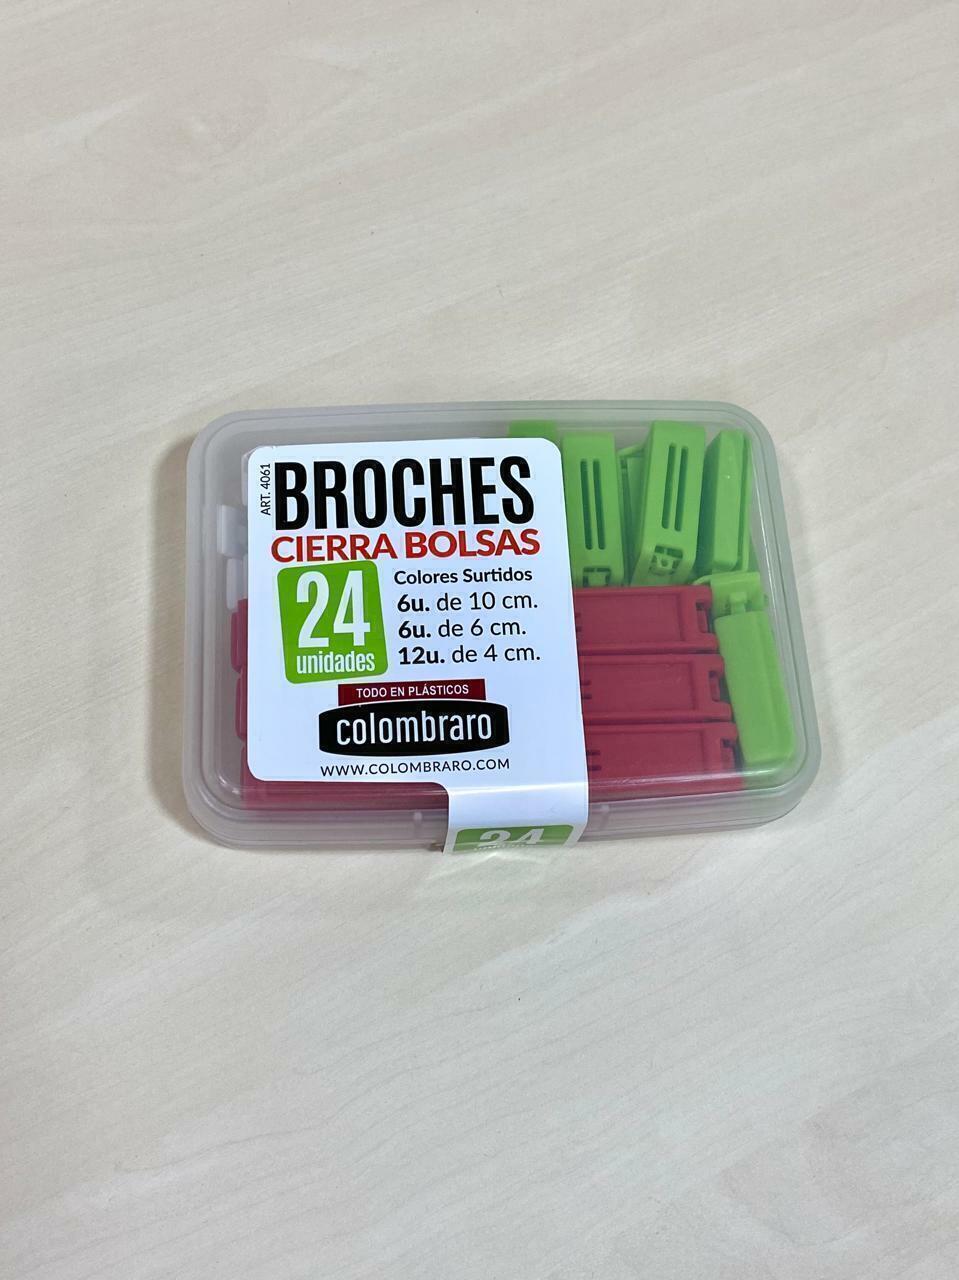 ART. 4061
BROCHES
CIERRA BOLSAS
24
unidades
Colores Surtidos
6u. de 10 cm.
6u. de 6 cm.
12u. de 4 cm.
TODO EN PLÁSTICOS
colombraro
WWW.COLOMBRARO.COM
24